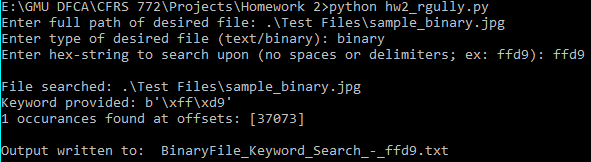 E:\GMU DFCA\CFRS 772\Projects\Homework 2>python hw2_rgully.py
Enter full path of desired file: .\Test Files\sample_binary.jpg
Enter type of desired file (text/binary): binary
Enter hex-string to search upon (no spaces or delimiters; ex: ffd9): ffd9
File searched: .\Test Files\sample_binary.jpg
Keyword provided: b'\xff\xd9'
1 occurances found at offsets: [37073]
Output written to:  BinaryFile_Keyword_Search_-_ffd9.txt